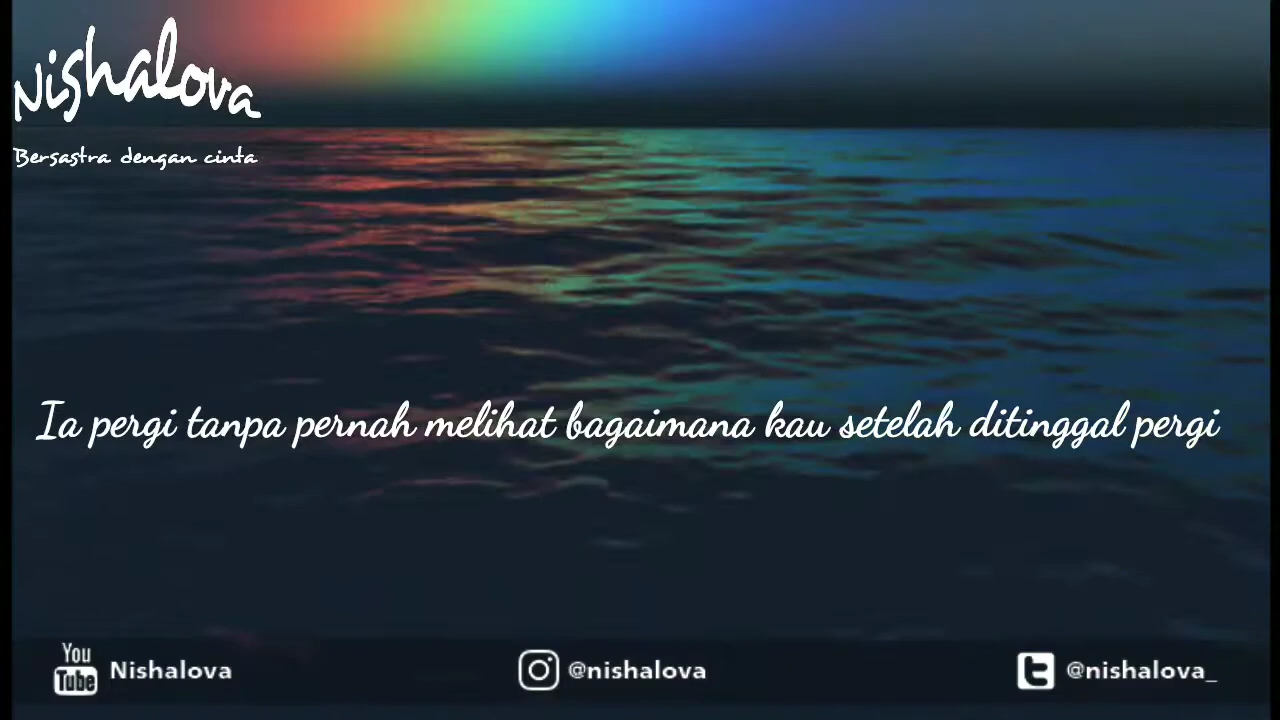 Nishalova
Bersastra dengan cinta
Ia pergi tanpa pernah melihat bagaimana kau setelah ditinggal pergi
You Tube Nishalova
@nishalova
@nishalova_